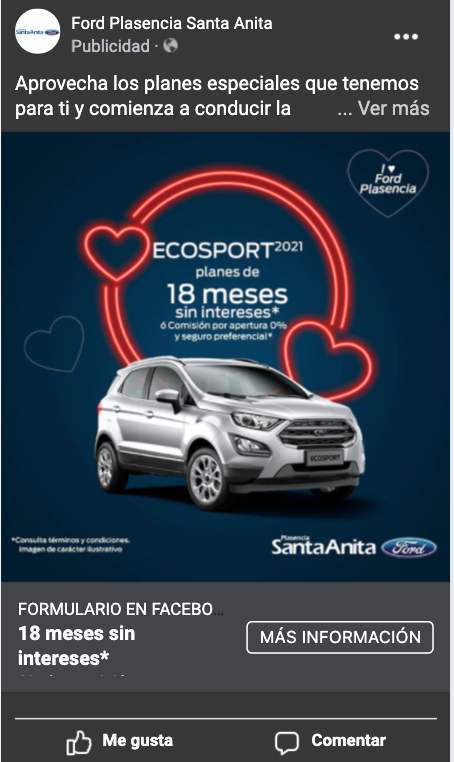 Ford Plasencia Santa Anita
Publicidad ·
Aprovecha los planes especiales que tenemos
para ti y comienza a conducir la ... Ver más
I ♥
Ford
Plasencia
ECOSPORT2021
planes de
18 meses
sin intereses*
ó Comisión por apertura 0%
y seguro preferencial*
ECOSPORT
*Consulta términos y condiciones.
Imagen de carácter ilustrativo
Plasencia
SantaAnita Ford
FORMULARIO EN FACEBO...
18 meses sin
intereses*
MÁS INFORMACIÓN
Me gusta
Comentar